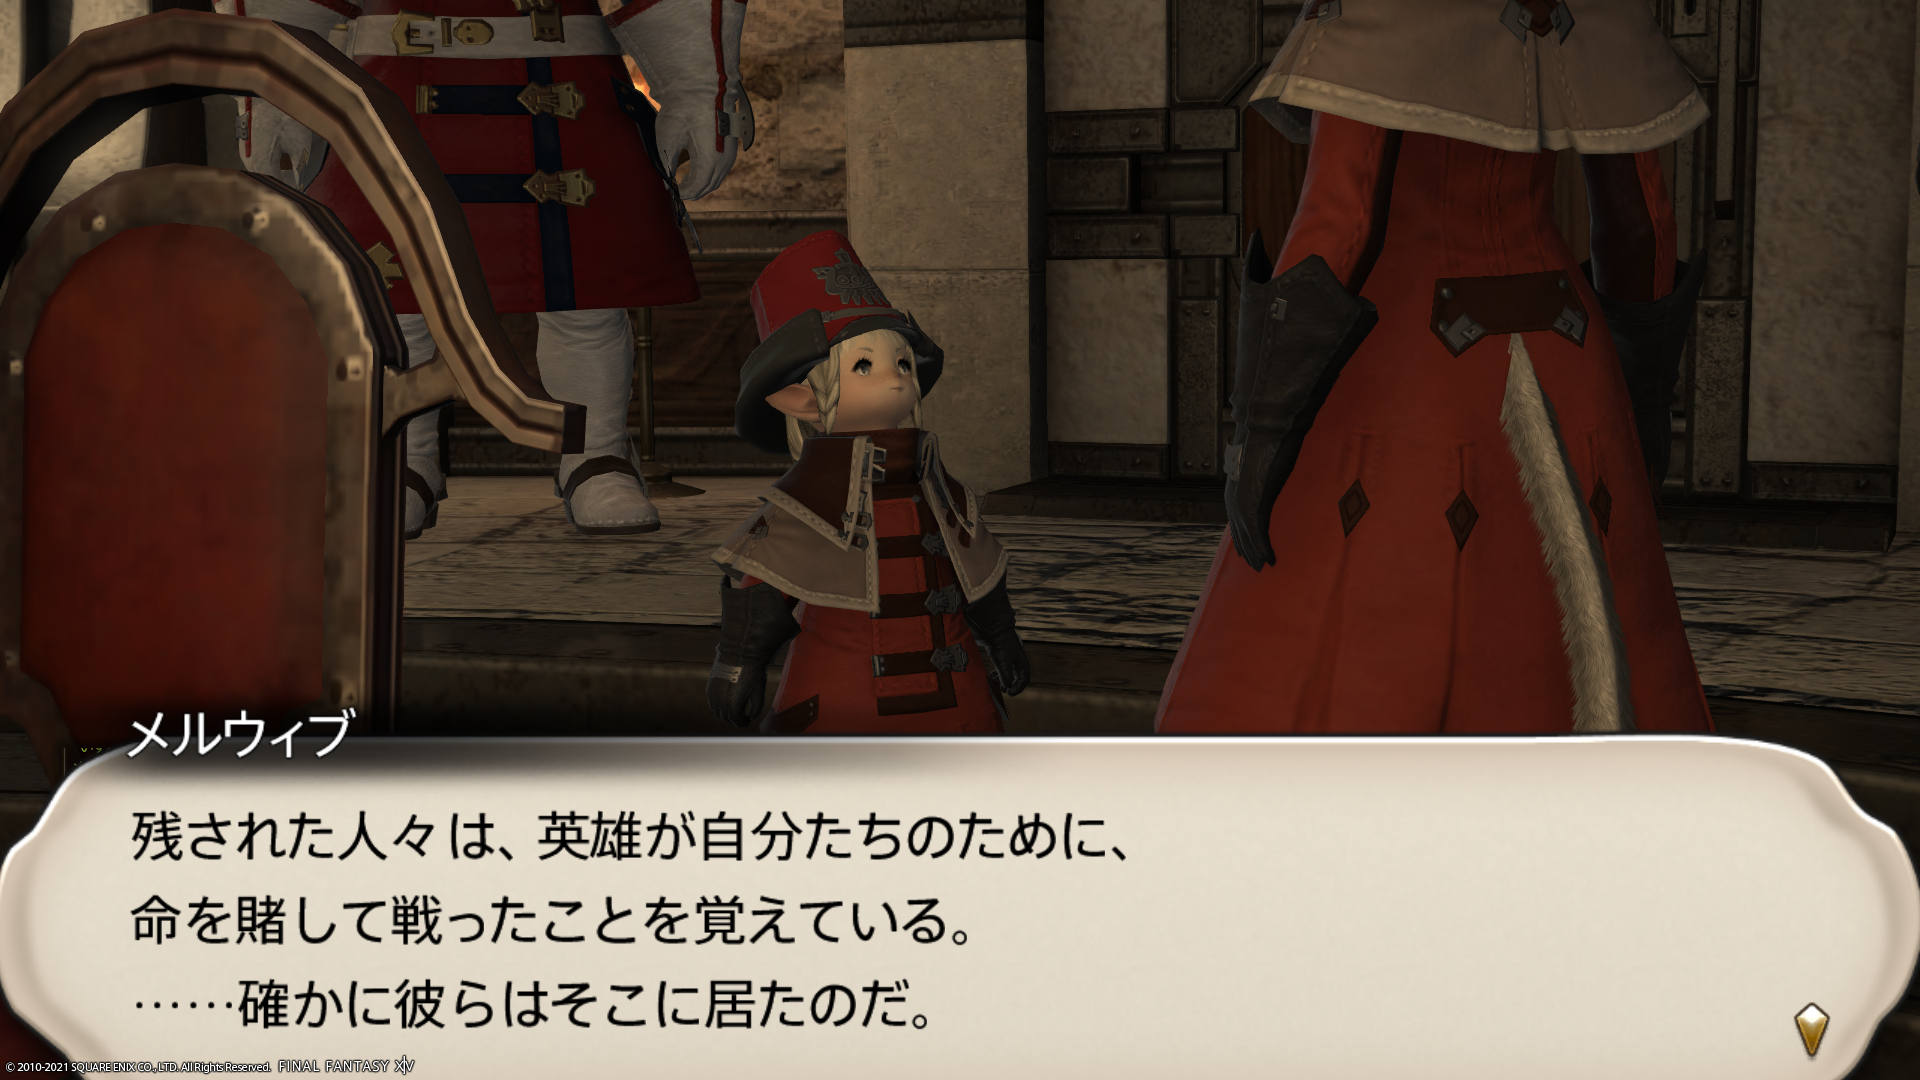 メルウィブ
残された人々は、英雄が自分たちのために、
命を賭して戦ったことを覚えている。
……確かに彼らはそこに居たのだ。
© 2010-2021 SQUARE ENIX CO., LTD. All Rights Reserved. FINAL FANTASY XIV